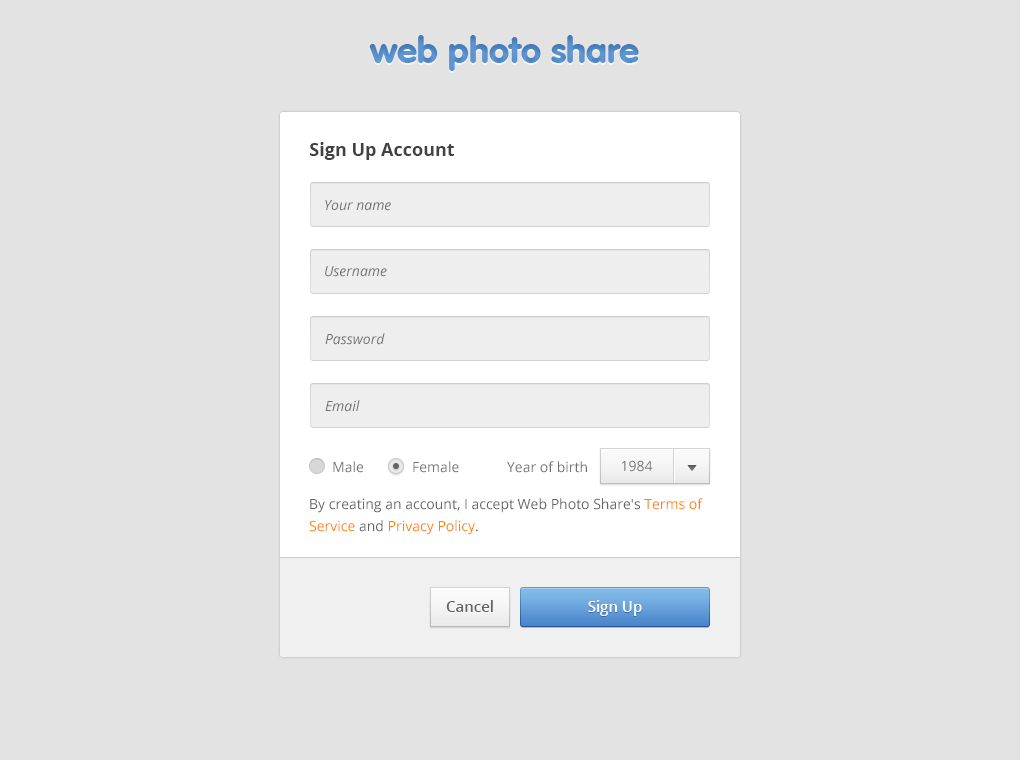 web photo share
Sign Up Account
Your name
Username
Password
Email
Male Female Year of birth 1984
By creating an account, I accept Web Photo Share's Terms of
Service and Privacy Policy.
Cancel Sign Up